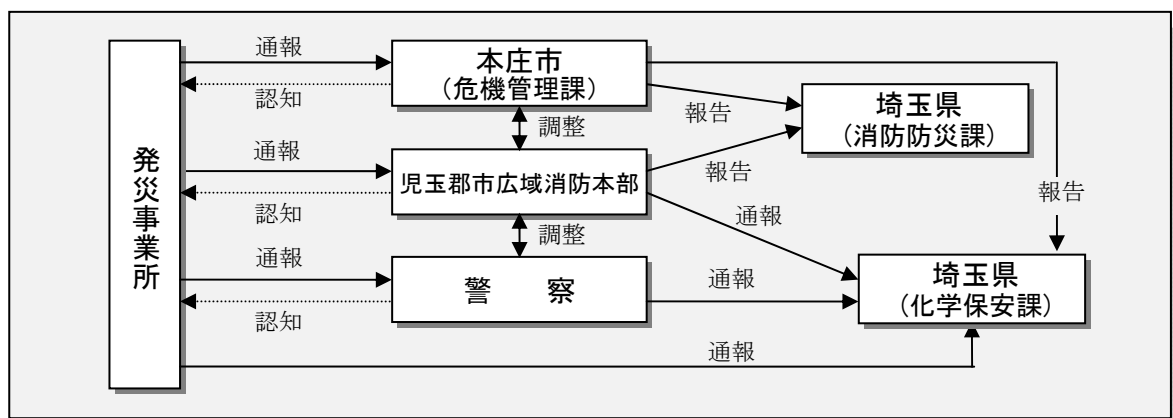 発災事業所
通報
認知
本庄市
（危機管理課）
報告
埼玉県
（消防防災課）
調整
通報
認知
児玉郡市広域消防本部
報告
報告
通報
調整
通報
認知
警　　察
通報
埼玉県
（化学保安課）
通報